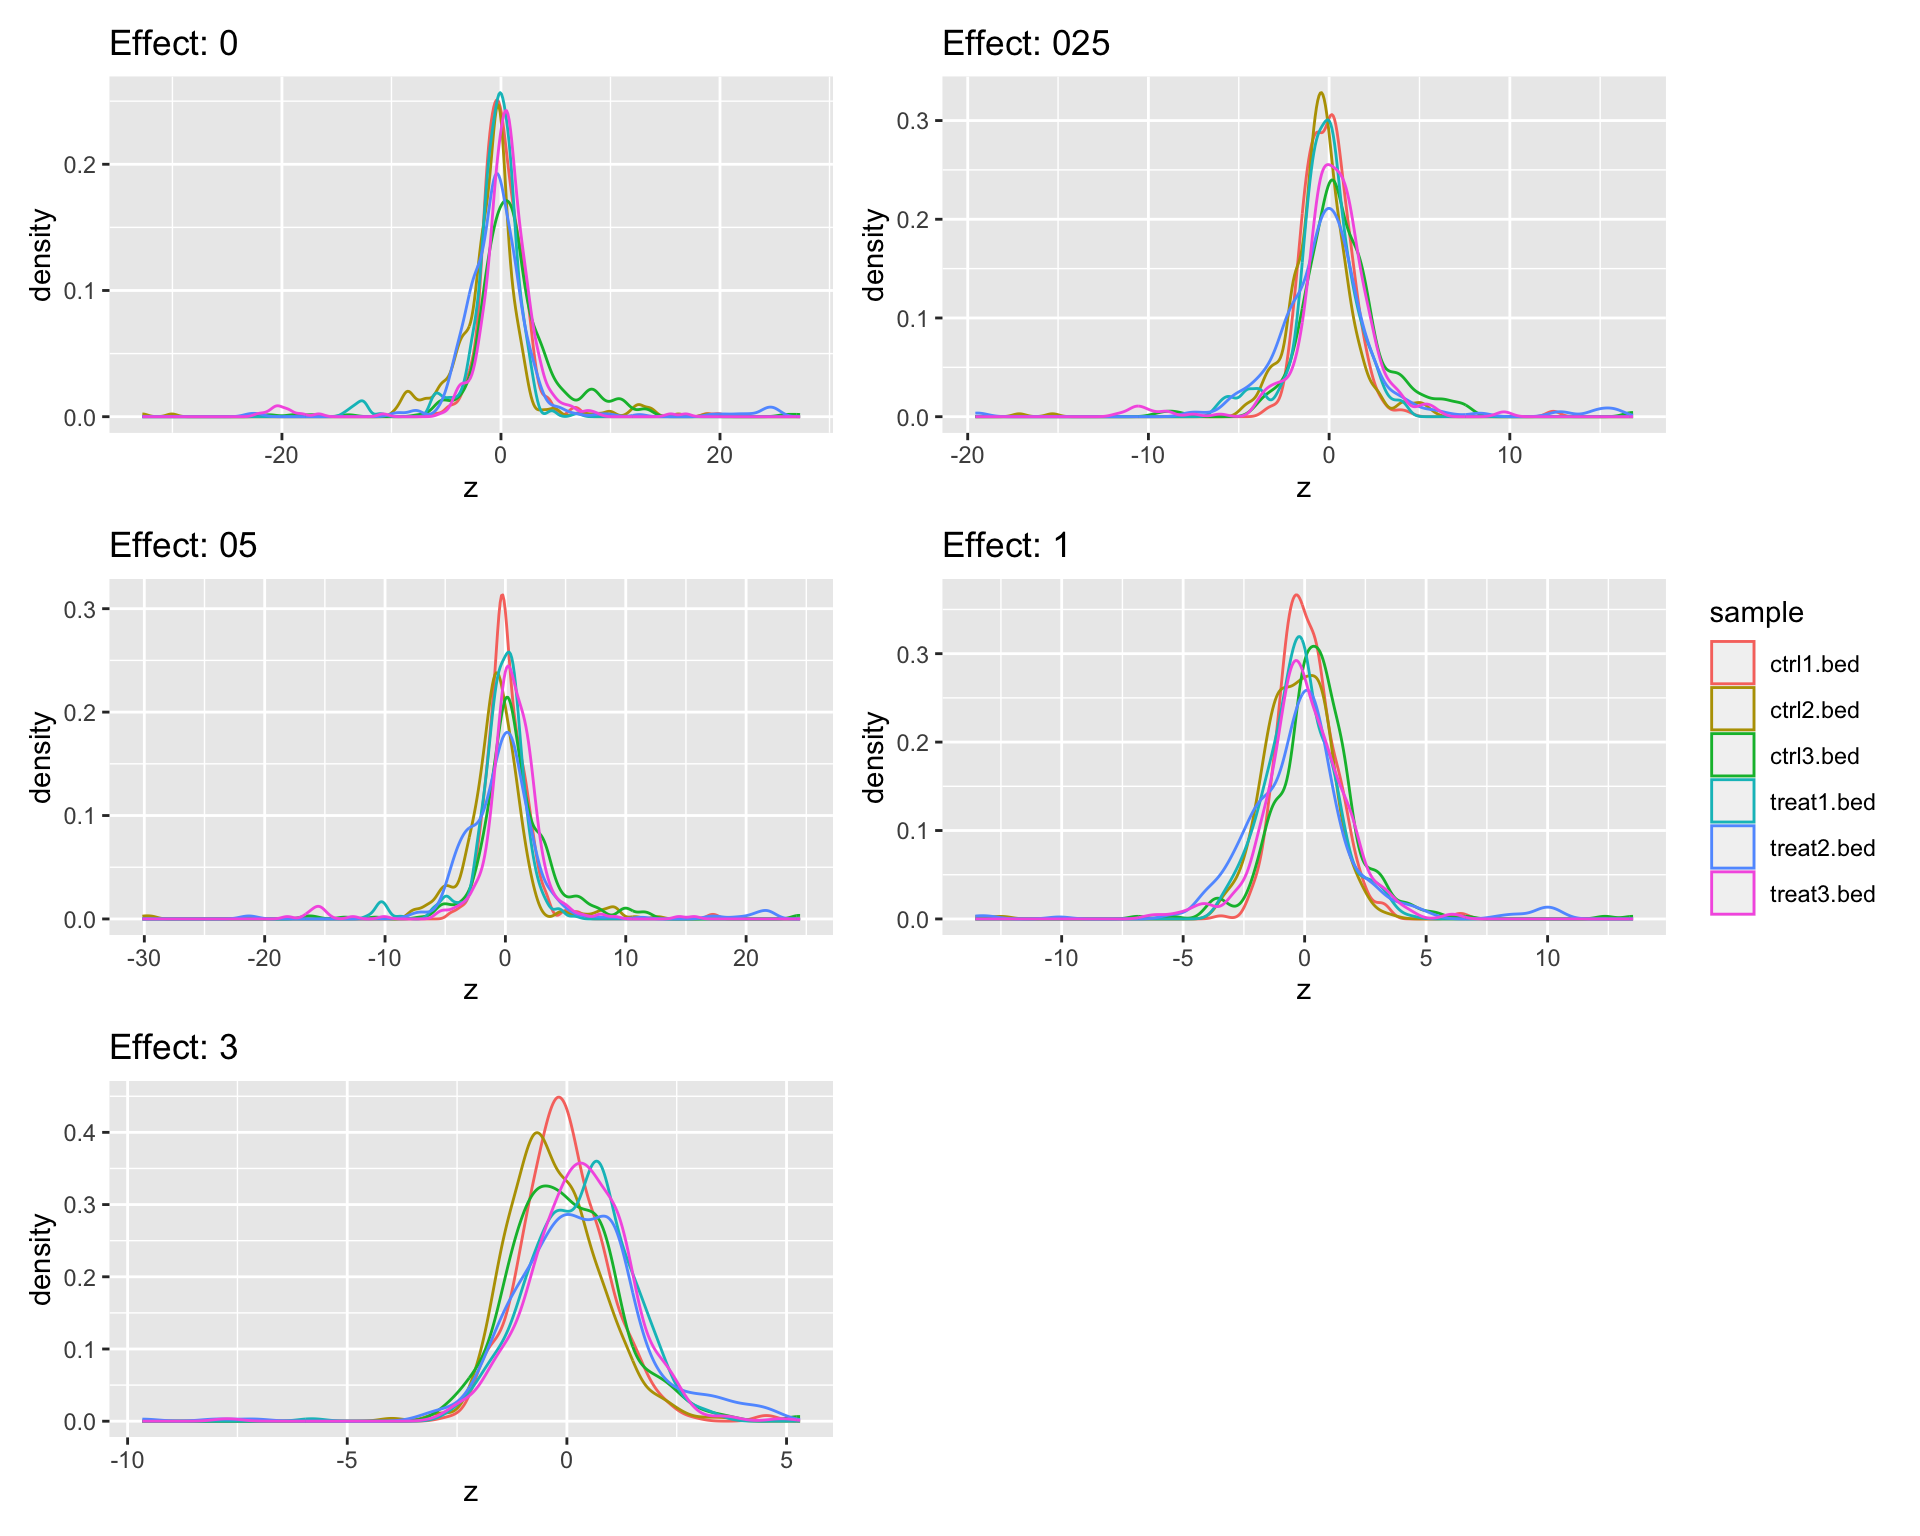 Effect: 0
density
0.2
0.1
0.0
-20 0 20
z
Effect: 025
density
0.3
0.2
0.1
0.0
-20 -10 0 10
z
Effect: 05
density
0.3
0.2
0.1
0.0
-30 -20 -10 0 10 20
z
Effect: 1
density
0.3
0.2
0.1
0.0
-10 -5 0 5 10
z
sample
ctrl1.bed
ctrl2.bed
ctrl3.bed
treat1.bed
treat2.bed
treat3.bed
Effect: 3
density
0.4
0.3
0.2
0.1
0.0
-10 -5 0 5
z